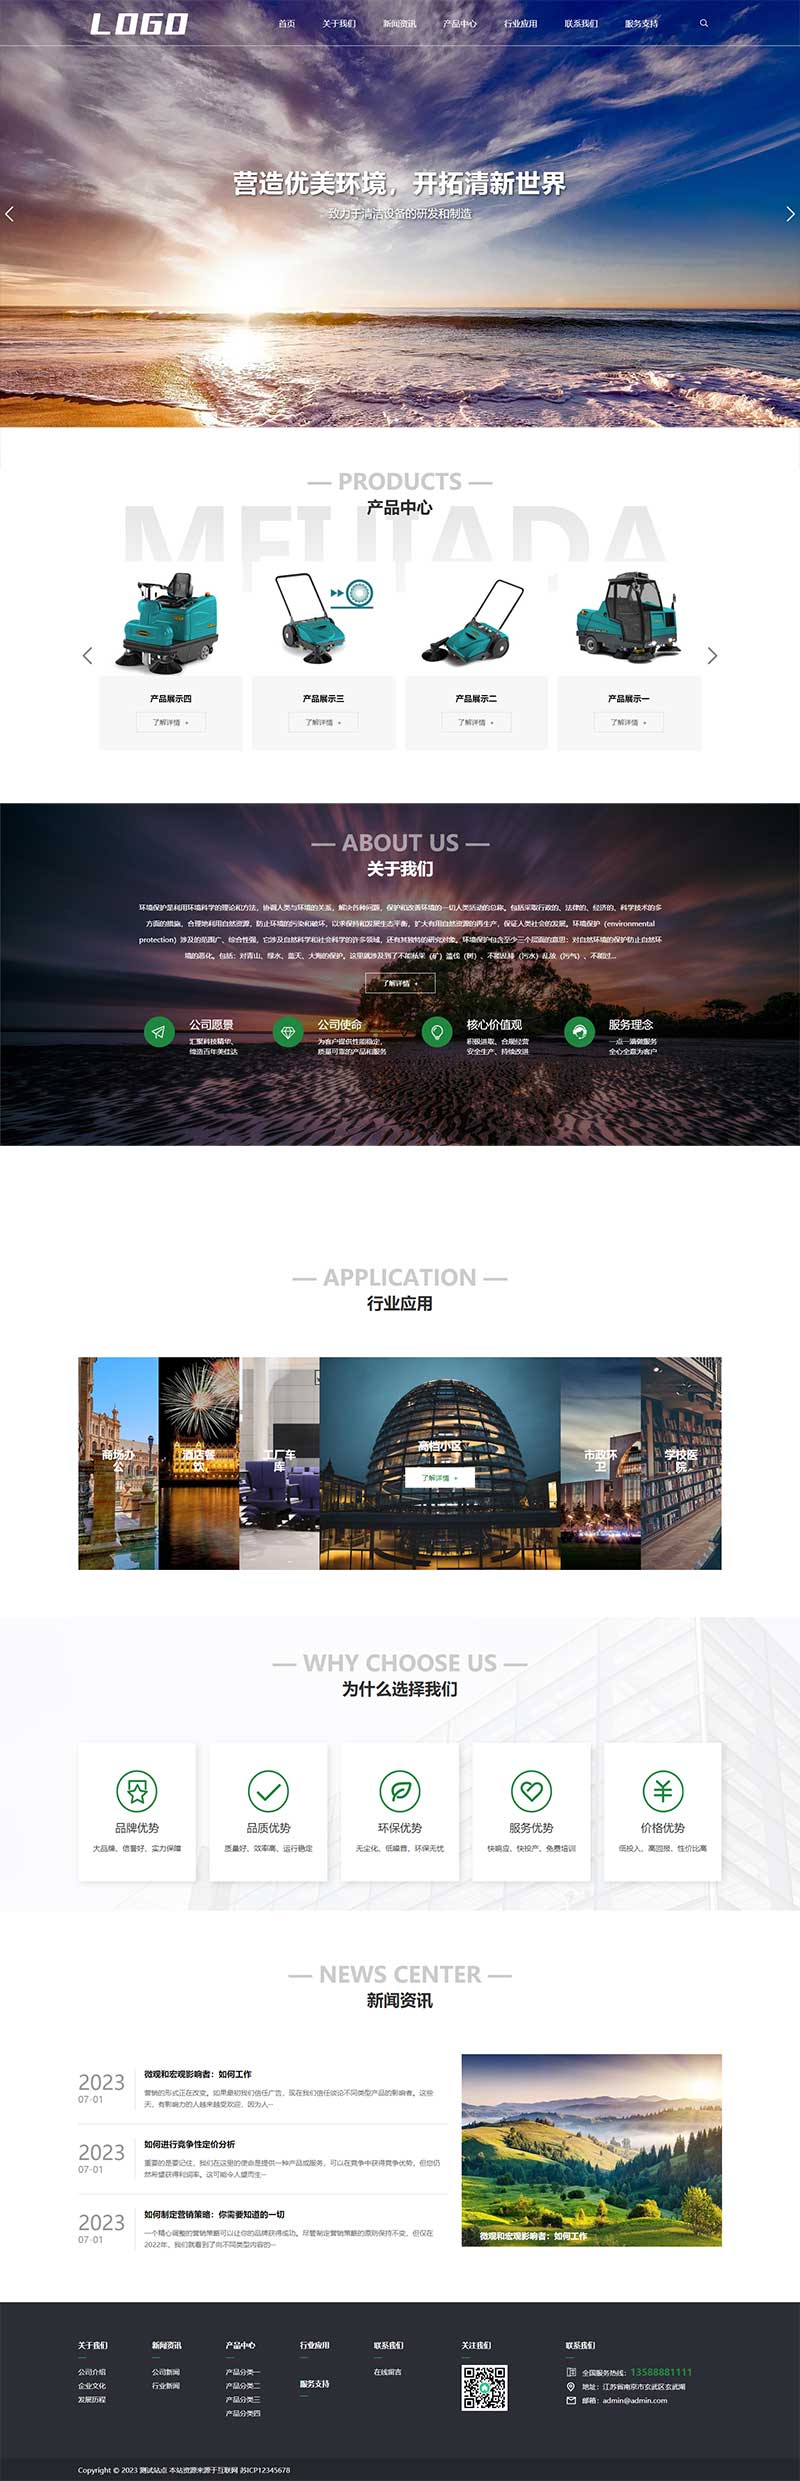 LOGO
首页 关于我们 新闻资讯 产品中心 行业应用 联系我们 服务支持
营造优美环境，开拓清新世界
致力于清洁设备的研发和制造
— PRODUCTS —
产品中心
产品展示四 产品展示三 产品展示二 产品展示一
了解详情 + 了解详情 + 了解详情 + 了解详情 +
— ABOUT US —
关于我们
环境保护是利用环境科学的理论和方法，协调人类与环境的关系，解决各种问题，保护和改善环境的一切人类活动的总称。包括采取行政的、法律的、经济的、科学技术的多
方面的措施，合理地利用自然资源，防止环境的污染和破坏，以求保持和发展生态平衡，扩大有用自然资源的再生产，保证人类社会的发展。环境保护（environmental
protection）涉及的范围广、综合性强，它涉及自然科学和社会科学的许多领域，还有其独特的研究对象。环境保护包含至少三个层面的意思：对自然环境的保护防止自然环
境的恶化。包括：对青山、绿水、蓝天、大海的保护。这里就涉及到了不能私采（矿）滥伐（树）、不能乱排（污水）乱放（污气）、不能过...
了解详情 +
公司愿景 公司使命 核心价值观 服务理念
汇聚科技精华、 为客户提供性能稳定， 积极进取、合规经营 一点一滴做服务
缔造百年美佳达 质量可靠的产品和服务 安全生产、持续改进 全心全意为客户
— APPLICATION —
行业应用
商场办公
酒店餐饮
工厂车库
高档小区
了解详情 +
市政环卫
学校医院
— WHY CHOOSE US —
为什么选择我们
品牌优势 品质优势 环保优势 服务优势 价格优势
大品牌、信誉好、实力保障 质量好、效率高、运行稳定 无尘化、低噪音、环保无忧 快响应、快投产、免费培训 低投入、高回报、性价比高
— NEWS CENTER —
新闻资讯
2023
07-01
微观和宏观影响者：如何工作
营销的形式正在改变。如果最初我们信任广告，现在我们信任谈论不同类型产品的影响者。这些
天，有影响力的人越来越受欢迎，因为人···
2023
07-01
如何进行竞争性定价分析
重要的是要记住，我们在这里的使命是提供一种产品或服务，可以在竞争中获得竞争优势，但您仍
然希望获得利润率。这可能令人望而生···
2023
07-01
如何制定营销策略：你需要知道的一切
一个精心调整的营销策略可以让你的品牌获得成功。尽管制定营销策略的原则保持不变，但仅在
2022年，我们就看到了向不同类型内容的···
微观和宏观影响者：如何工作
关于我们 新闻资讯 产品中心 行业应用 联系我们 关注我们 联系我们
公司介绍 公司新闻 产品分类一 在线留言
企业文化 行业新闻 产品分类二 服务支持
发展历程 产品分类三
产品分类四
全国服务热线：13588881111
地址：江苏省南京市玄武区玄武湖
邮箱：admin@admin.com
Copyright © 2023 测试站点 本站资源来源于互联网 苏ICP12345678